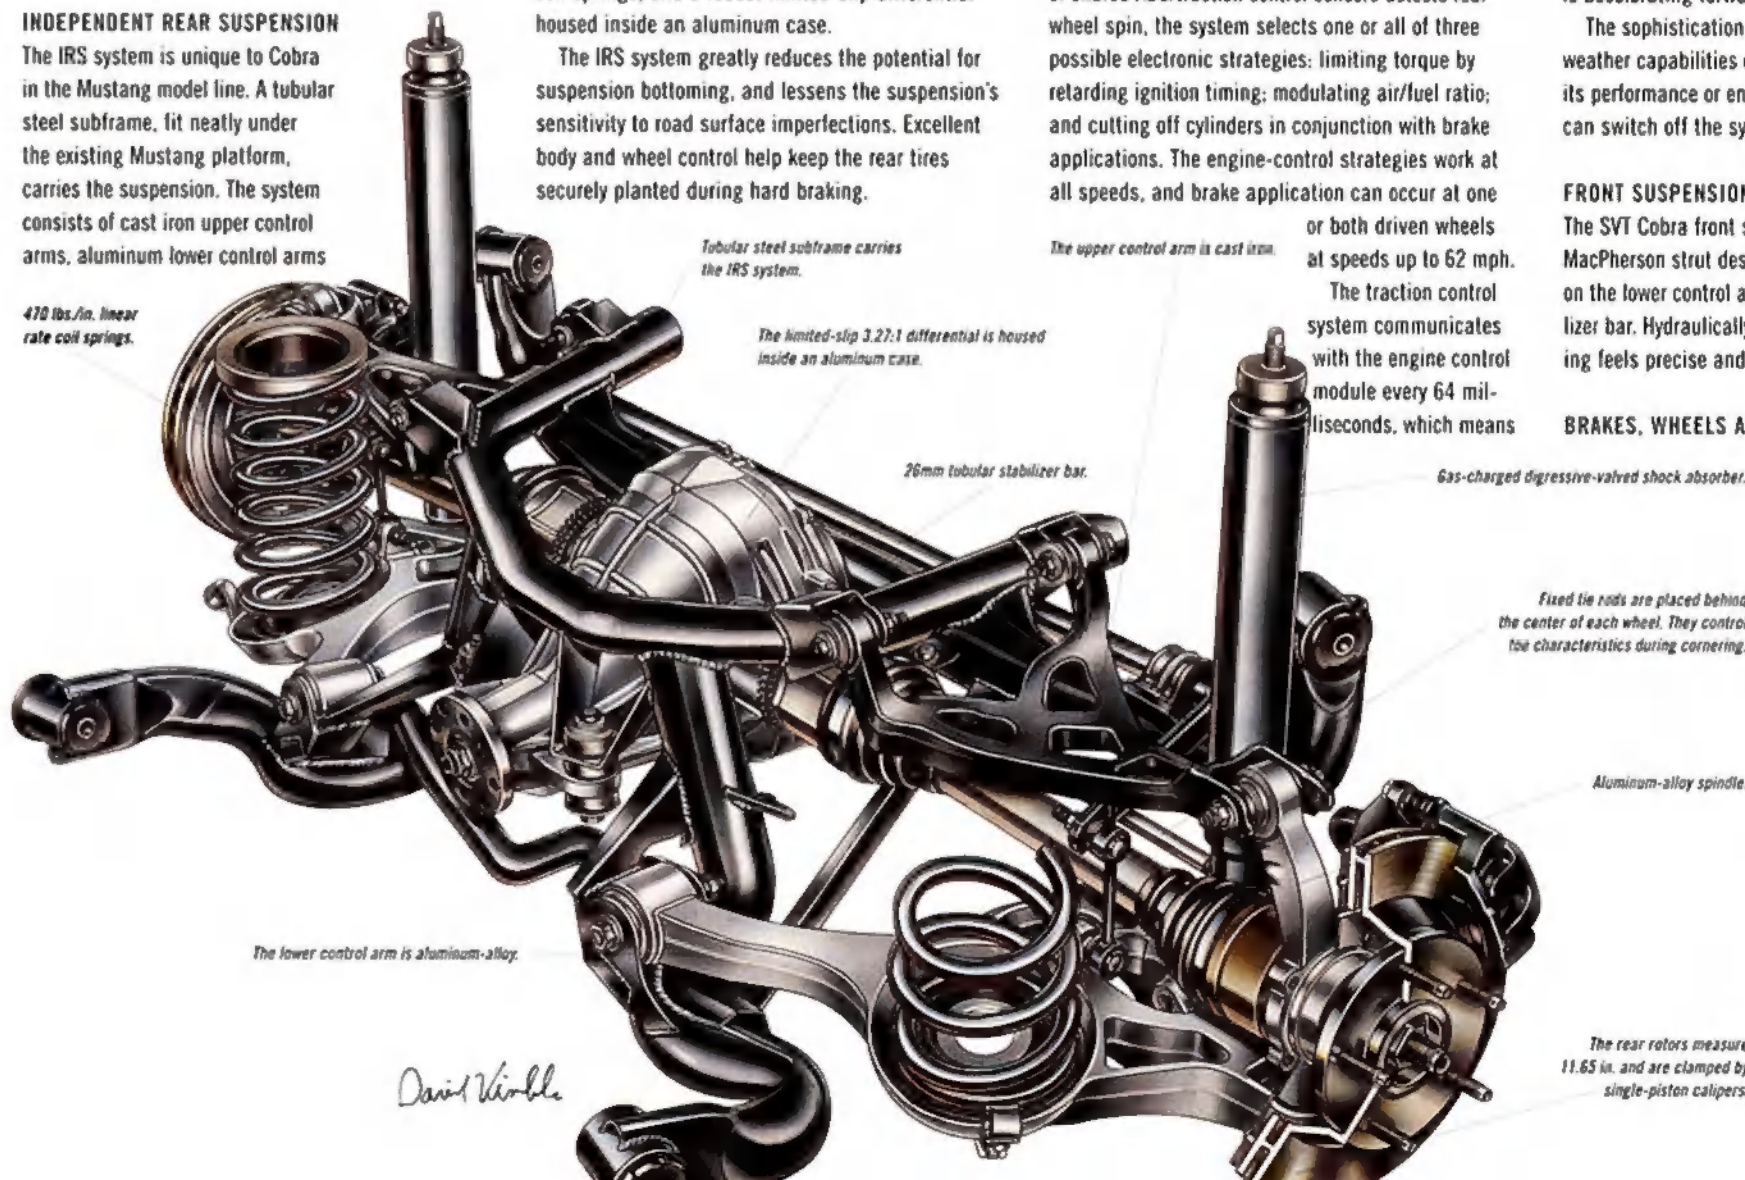 INDEPENDENT REAR SUSPENSION
The IRS system is unique to Cobra
in the Mustang model line. A tubular
steel subframe, fit neatly under
the existing Mustang platform,
carries the suspension. The system
consists of cast iron upper control
arms, aluminum lower control arms
housed inside an aluminum case.
The IRS system greatly reduces the potential for
suspension bottoming, and lessens the suspension's
sensitivity to road surface imperfections. Excellent
body and wheel control help keep the rear tires
securely planted during hard braking.
wheel spin, the system selects one or all of three
possible electronic strategies: limiting torque by
retarding ignition timing; modulating air/fuel ratio;
and cutting off cylinders in conjunction with brake
applications. The engine-control strategies work at
all speeds, and brake application can occur at one
or both driven wheels
at speeds up to 62 mph.
The traction control
system communicates
with the engine control
module every 64 mil-
liseconds, which means
The sophistication
weather capabilities
its performance or en
can switch off the sy
FRONT SUSPENSION
The SVT Cobra front s
MacPherson strut des
on the lower control a
lizer bar. Hydraulically
ing feels precise and
BRAKES, WHEELS A
470 lbs./in. linear
rate coil springs.
Tubular steel subframe carries
the IRS system.
The upper control arm is cast iron.
The limited-slip 3.27:1 differential is housed
inside an aluminum case.
26mm tubular stabilizer bar.
Gas-charged digressive-valved shock absorber.
Fixed tie rods are placed behind
the center of each wheel. They control
toe characteristics during cornering.
Aluminum-alloy spindle.
The lower control arm is aluminum-alloy.
The rear rotors measure
11.65 in. and are clamped by
single-piston calipers.
David Kimble